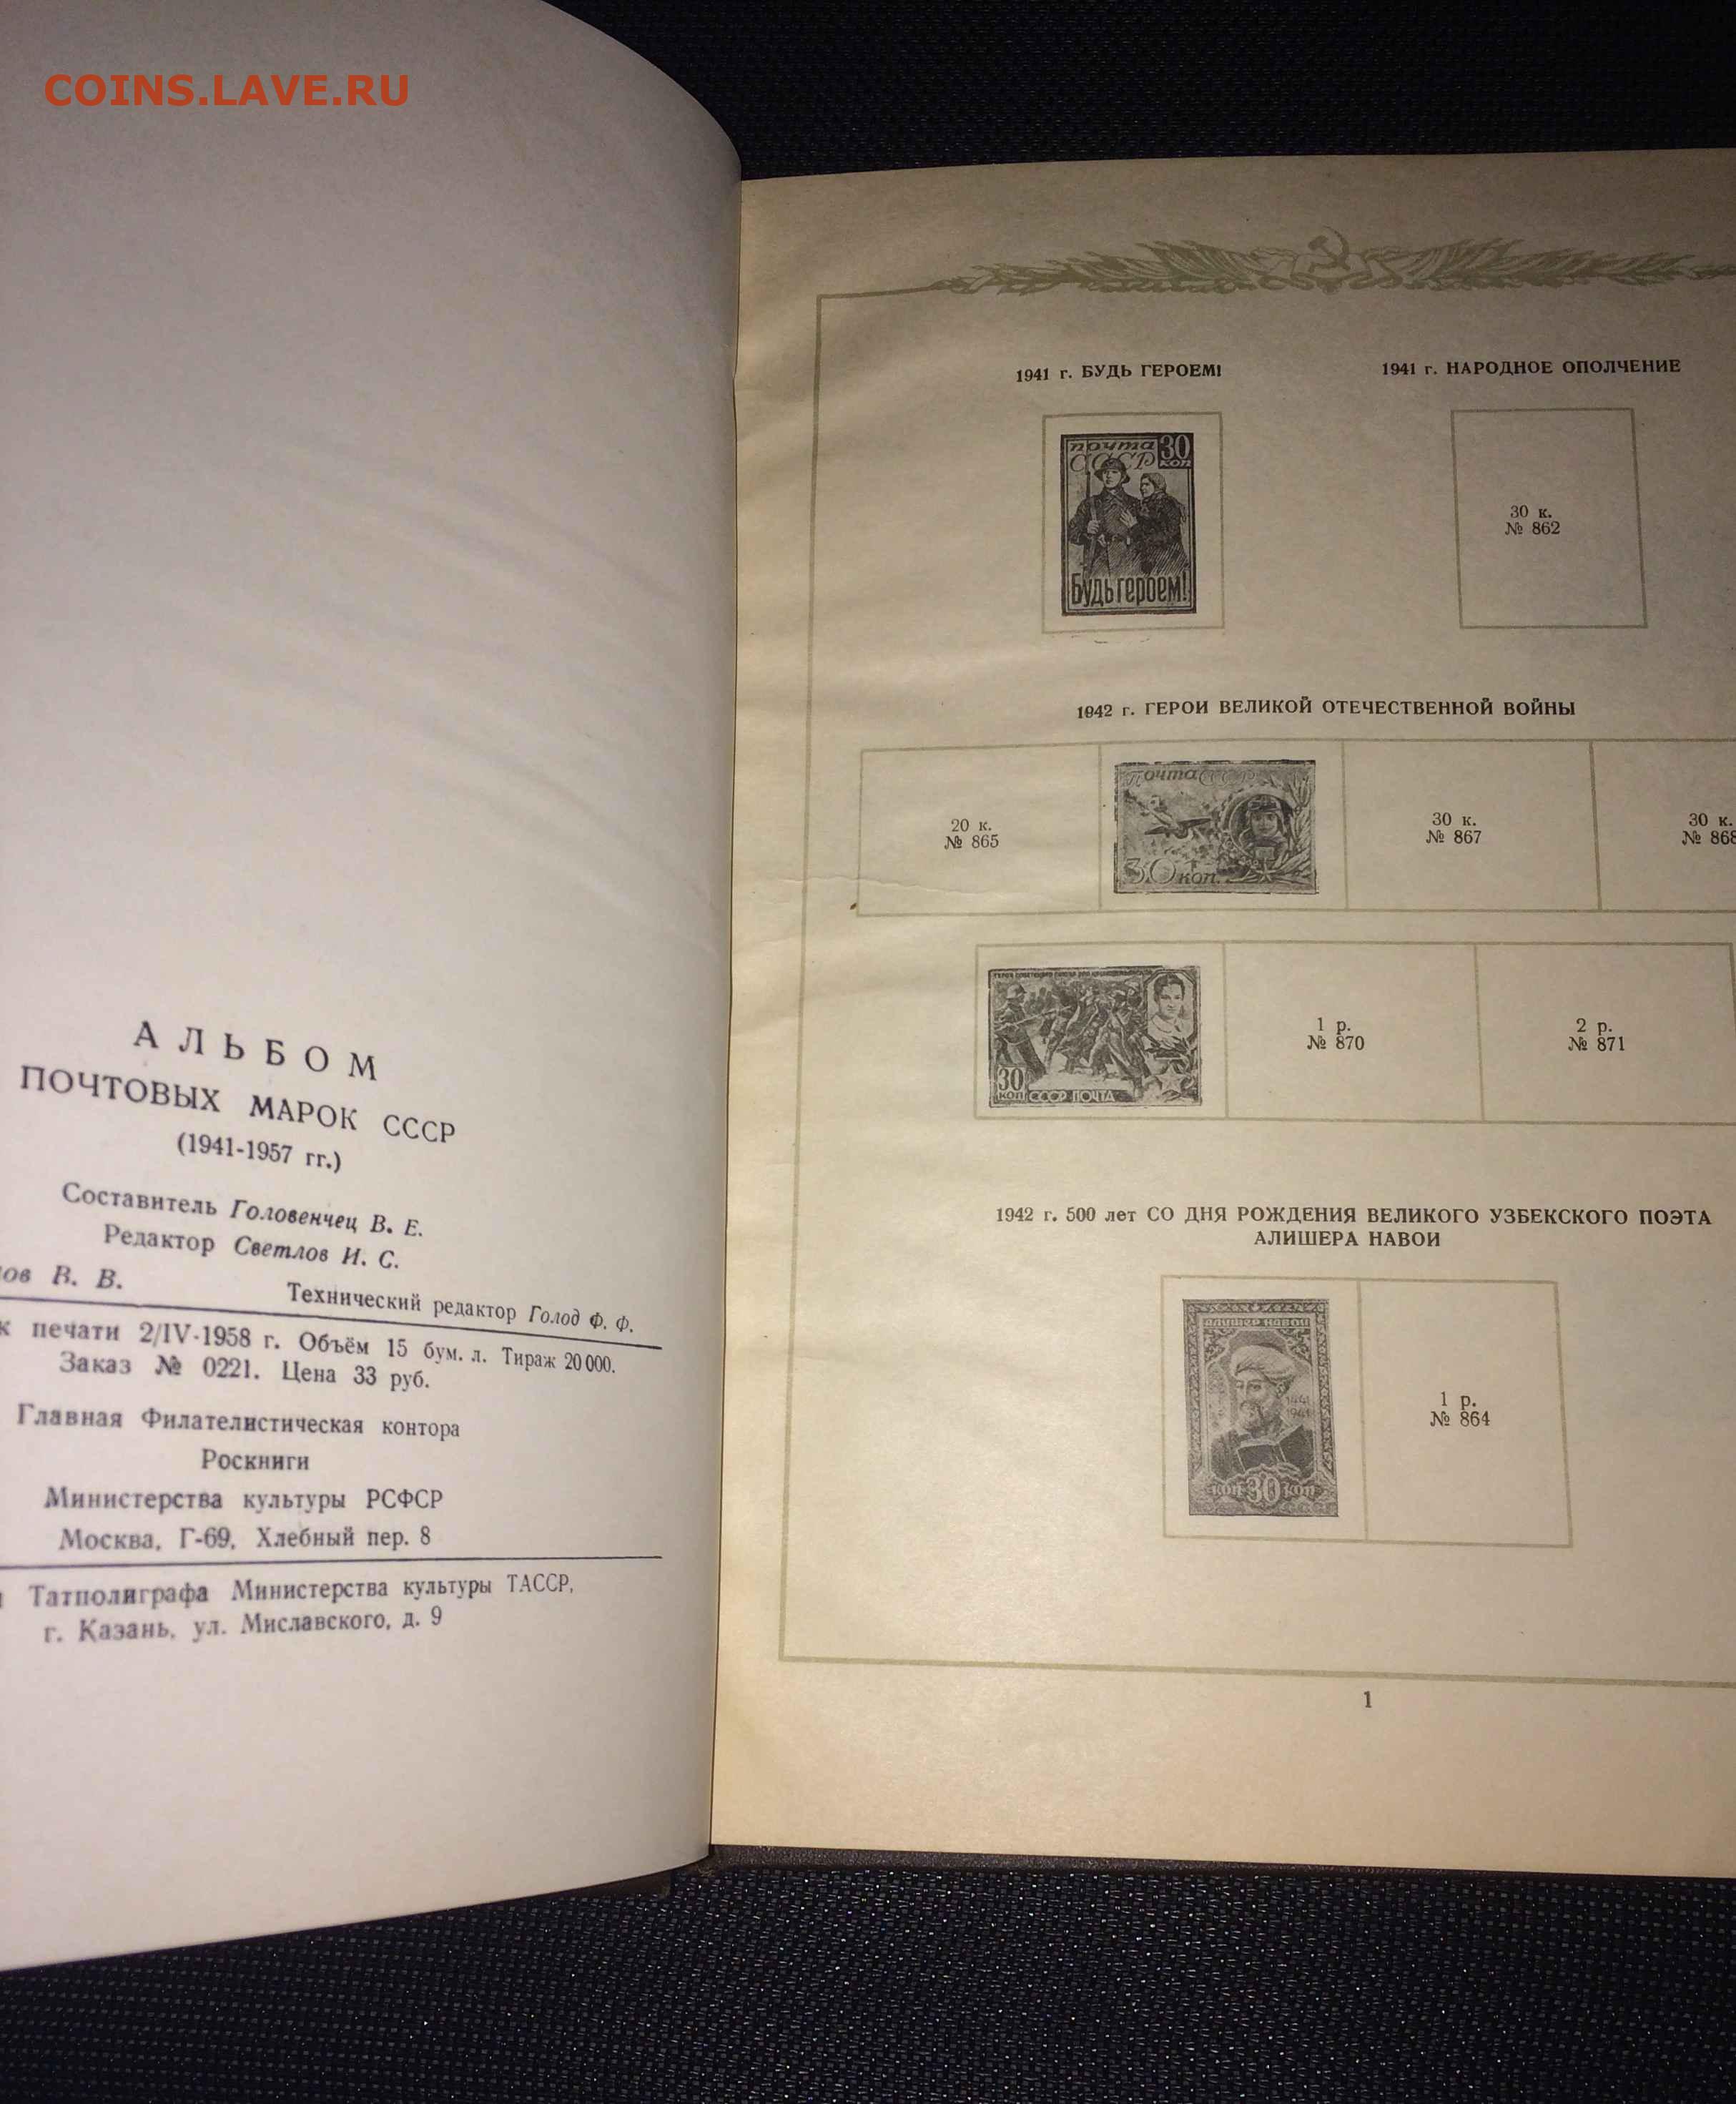 COINS.LAVE.RU
АЛЬБОМ
ПОЧТОВЫХ МАРОК СССР
(1941-1957 гг.)
Составитель Головенчец В. Е.
Редактор Светлов И. С.
ов В. В. Технический редактор Голод Ф. Ф.
к печати 2/IV-1958 г. Объём 15 бум. л. Тираж 20 000.
Заказ № 0221. Цена 33 руб.
Главная Филателистическая контора
Роскниги
Министерства культуры РСФСР
Москва, Г-69, Хлебный пер. 8
Татполиграфа Министерства культуры ТАССР,
г. Казань, ул. Миславского, д. 9
1941 г. БУДЬ ГЕРОЕМ!
1941 г. НАРОДНОЕ ОПОЛЧЕНИЕ
почта 30
СССР коп
Будь героем!
30 к.
№ 862
1942 г. ГЕРОИ ВЕЛИКОЙ ОТЕЧЕСТВЕННОЙ ВОЙНЫ
20 к.
№ 865
Почта СССР
30 коп.
30 к.
№ 867
30 к.
№ 868
30
коп СССР ПОЧТА
1 р.
№ 870
2 р.
№ 871
1942 г. 500 лет СО ДНЯ РОЖДЕНИЯ ВЕЛИКОГО УЗБЕКСКОГО ПОЭТА
АЛИШЕРА НАВОИ
АЛИШЕР НАВОИ
1441
1941
коп 30 коп
1 р.
№ 864
1